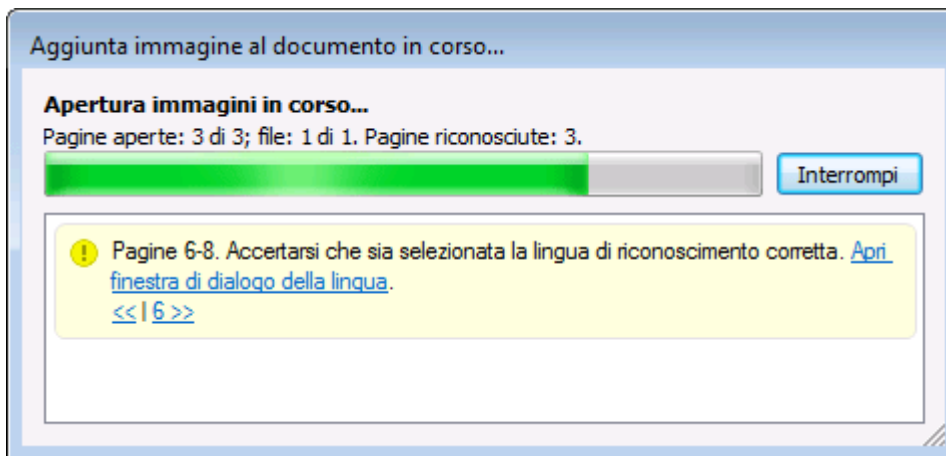 Aggiunta immagine al documento in corso...
Apertura immagini in corso...
Pagine aperte: 3 di 3; file: 1 di 1. Pagine riconosciute: 3.
Interrompi
Pagine 6-8. Accertarsi che sia selezionata la lingua di riconoscimento corretta. Apri
finestra di dialogo della lingua.
<< | 6 >>